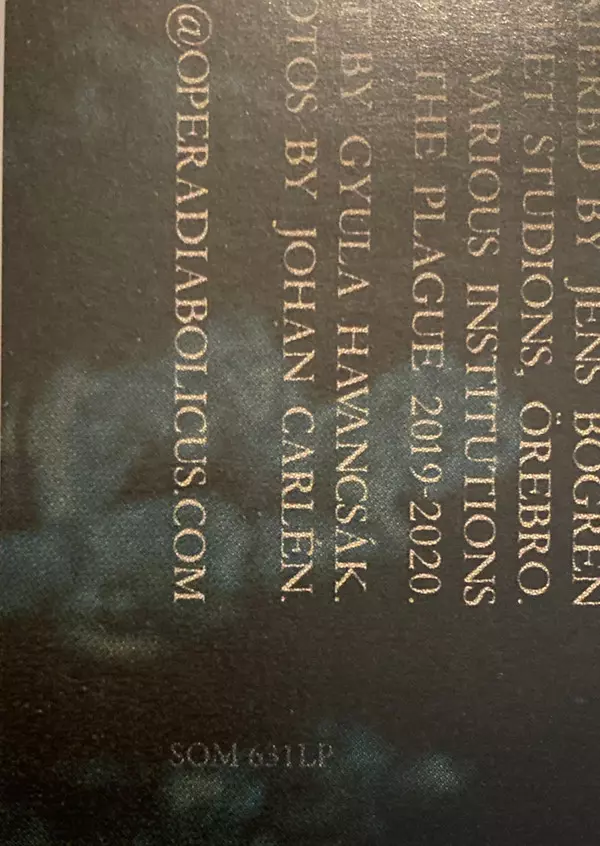 TERED BY JENS BOGREN
ET STUDIOS, ÖREBRO.
VARIOUS INSTITUTIONS
THE PLAGUE 2019-2020.
T BY GYULA HAVANCSÁK.
OTOS BY JOHAN CARLÉN.
@OPERADIABOLICUS.COM
SOM 631LP